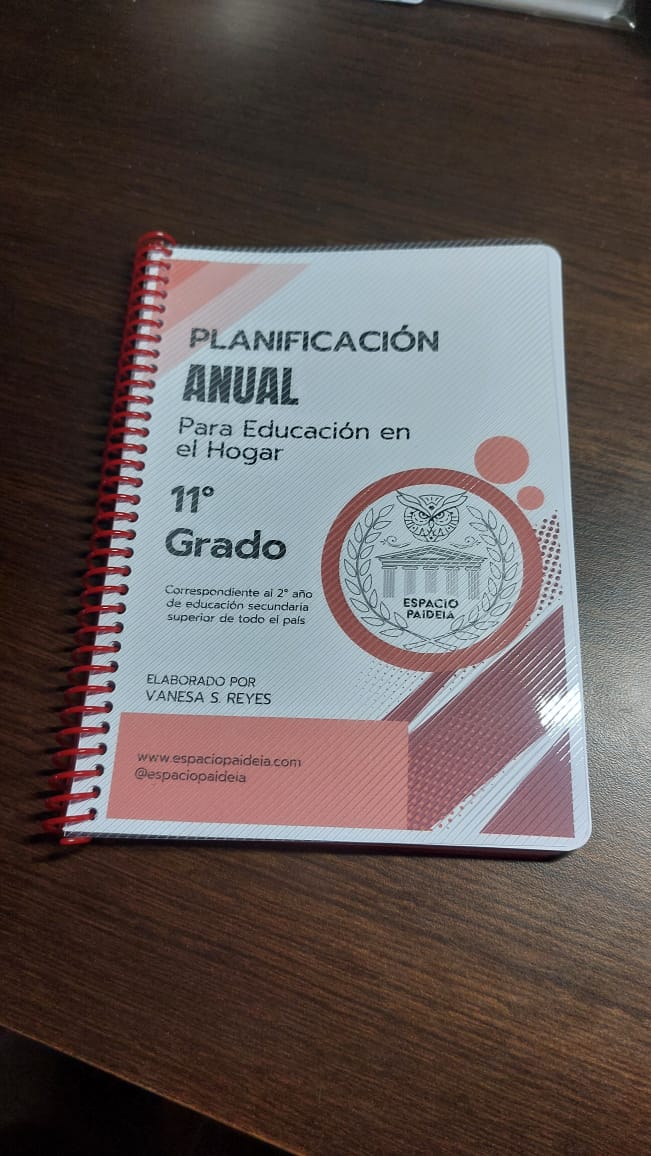 PLANIFICACIÓN
ANUAL
Para Educación en
el Hogar
11°
Grado
Correspondiente al 2° año
de educación secundaria
superior de todo el país
ESPACIO
PAIDEIA
ELABORADO POR
VANESA S. REYES
www.espaciopaideia.com
@espaciopaideia